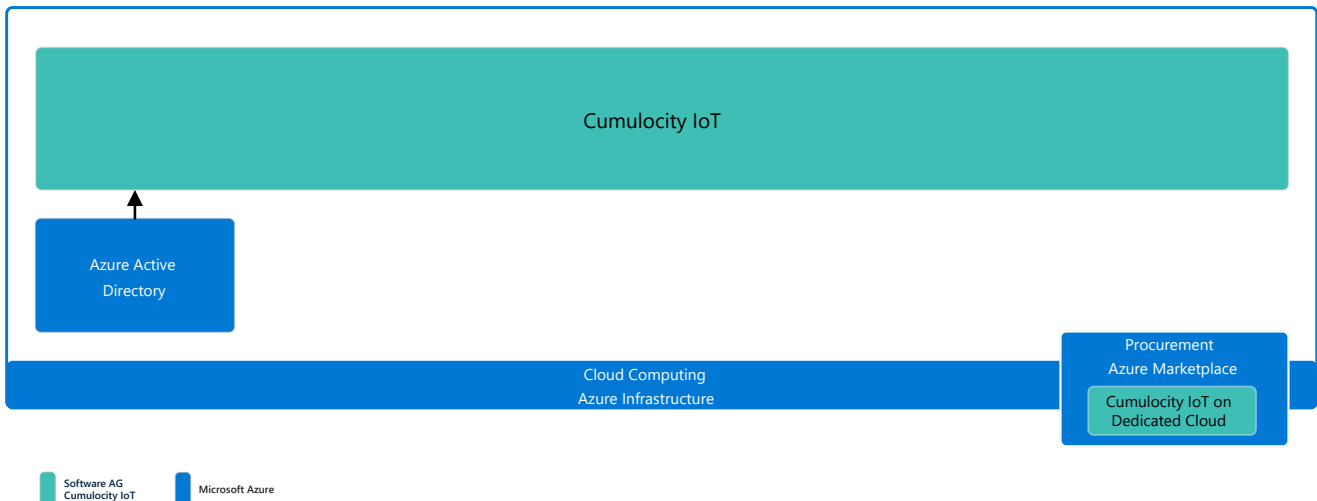 Cumulocity IoT
Azure Active
Directory
Procurement
Azure Marketplace
Cloud Computing
Azure Infrastructure
Cumulocity IoT on
Dedicated Cloud
Software AG
Cumulocity IoT
Microsoft Azure